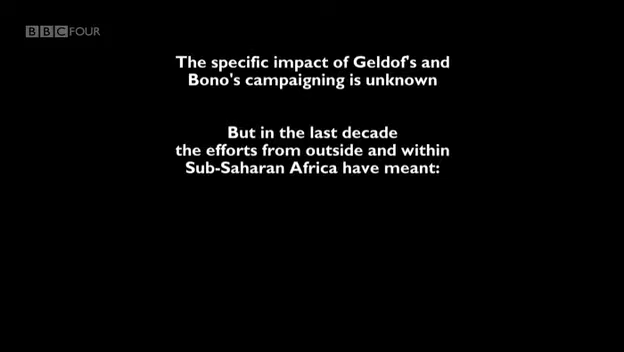 BBC FOUR
The specific impact of Geldof's and
Bono's campaigning is unknown
But in the last decade
the efforts from outside and within
Sub-Saharan Africa have meant: